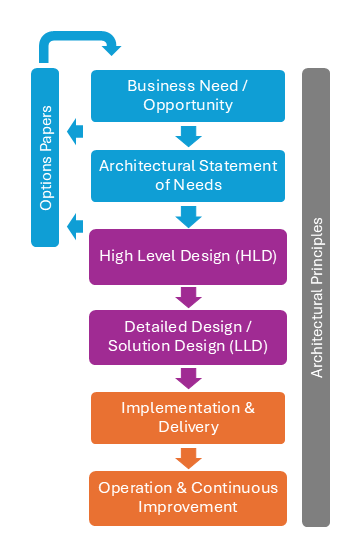 Business Need /
Opportunity
Options Papers
Architectural Statement
of Needs
High Level Design (HLD)
Architectural Principles
Detailed Design /
Solution Design (LLD)
Implementation &
Delivery
Operation & Continuous
Improvement